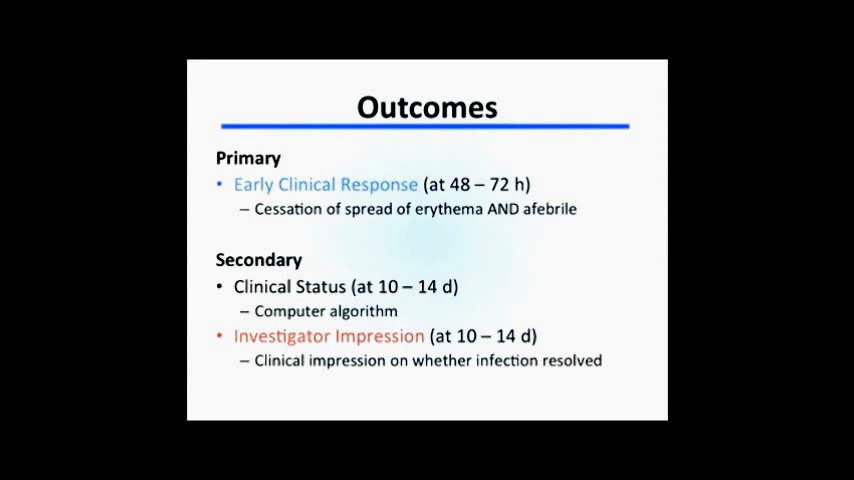 Outcomes
Primary
• Early Clinical Response (at 48 – 72 h)
– Cessation of spread of erythema AND afebrile
Secondary
• Clinical Status (at 10 – 14 d)
– Computer algorithm
• Investigator Impression (at 10 – 14 d)
– Clinical impression on whether infection resolved